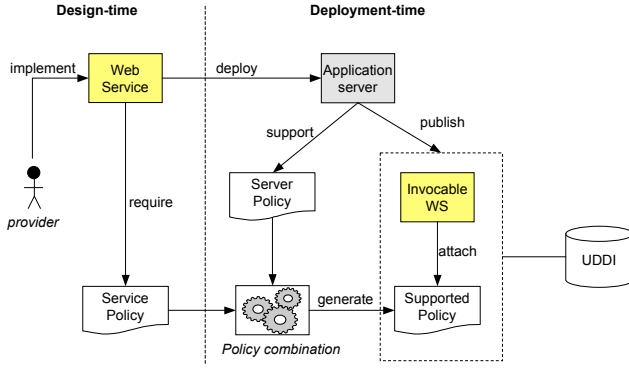 Design-time
Deployment-time
implement
Web
Service
deploy
Application
server
support
publish
provider
require
Server
Policy
Invocable
WS
attach
UDDI
Service
Policy
generate
Supported
Policy
Policy combination